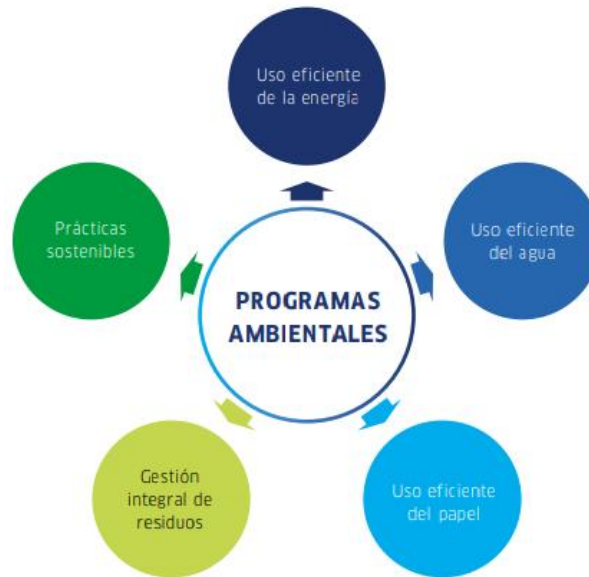 Uso eficiente
de la energía
Prácticas
sostenibles
Uso eficiente
del agua
PROGRAMAS
AMBIENTALES
Gestión
integral de
residuos
Uso eficiente
del papel